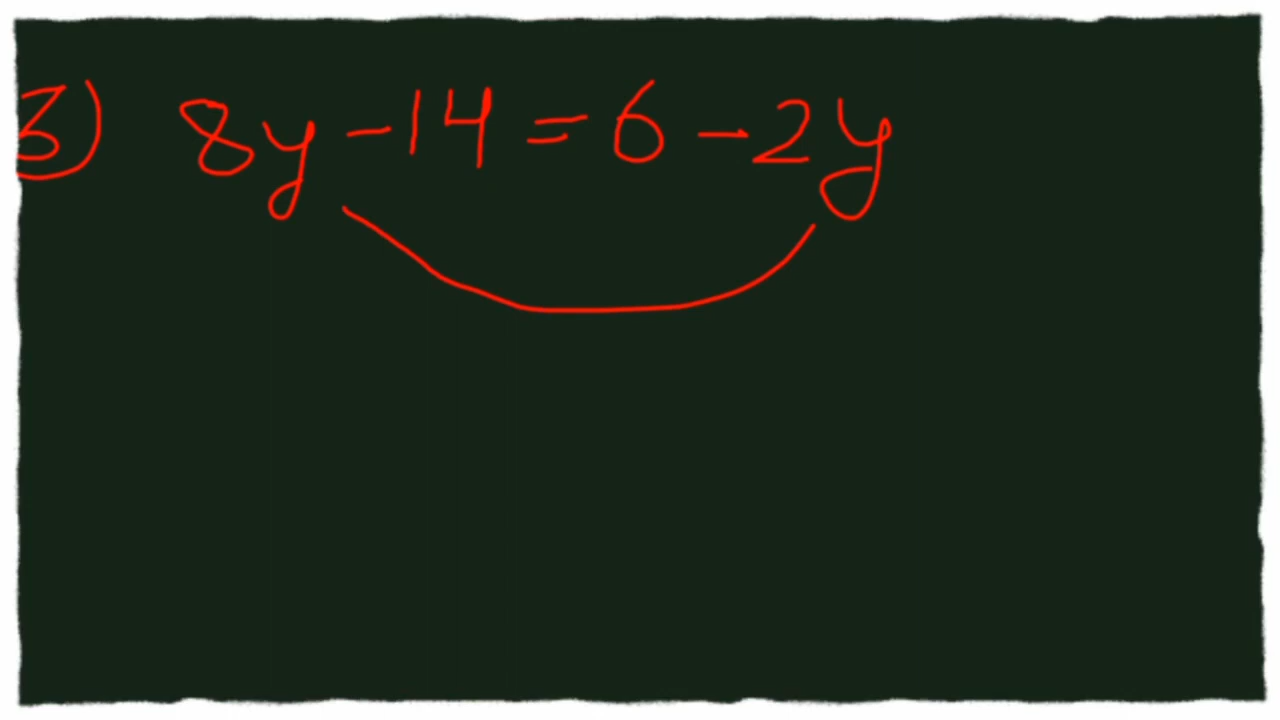 3) 8y - 14 = 6 - 2y